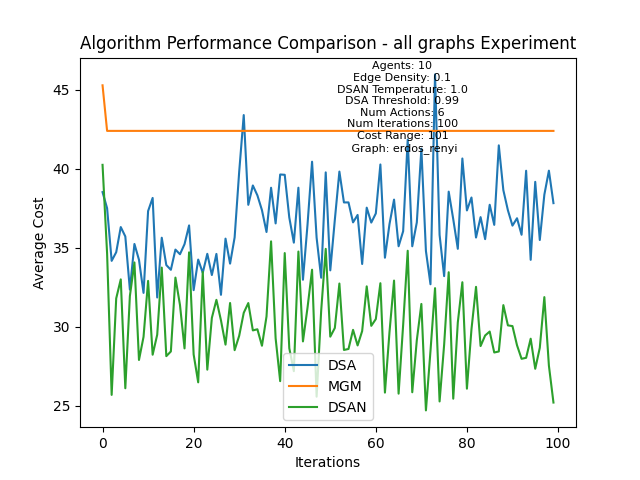 Algorithm Performance Comparison - all graphs Experiment
Agents: 10
Edge Density: 0.1
DSAN Temperature: 1.0
DSA Threshold: 0.99
Num Actions: 6
Num Iterations: 100
Cost Range: 101
Graph: erdos_renyi
45
40
35
30
25
Average Cost
DSA
MGM
DSAN
0
20
40
60
80
100
Iterations